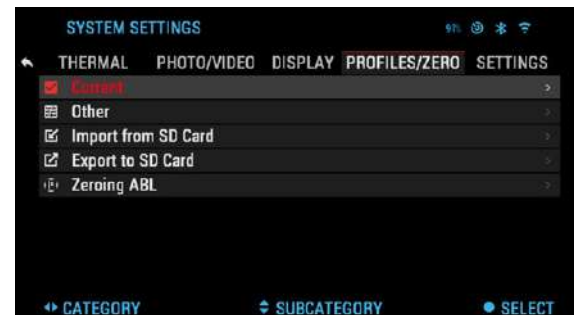 SYSTEM SETTINGS 97%
THERMAL PHOTO/VIDEO DISPLAY PROFILES/ZERO SETTINGS
Current
Other
Import from SD Card
Export to SD Card
Zeroing ABL
CATEGORY SUBCATEGORY SELECT